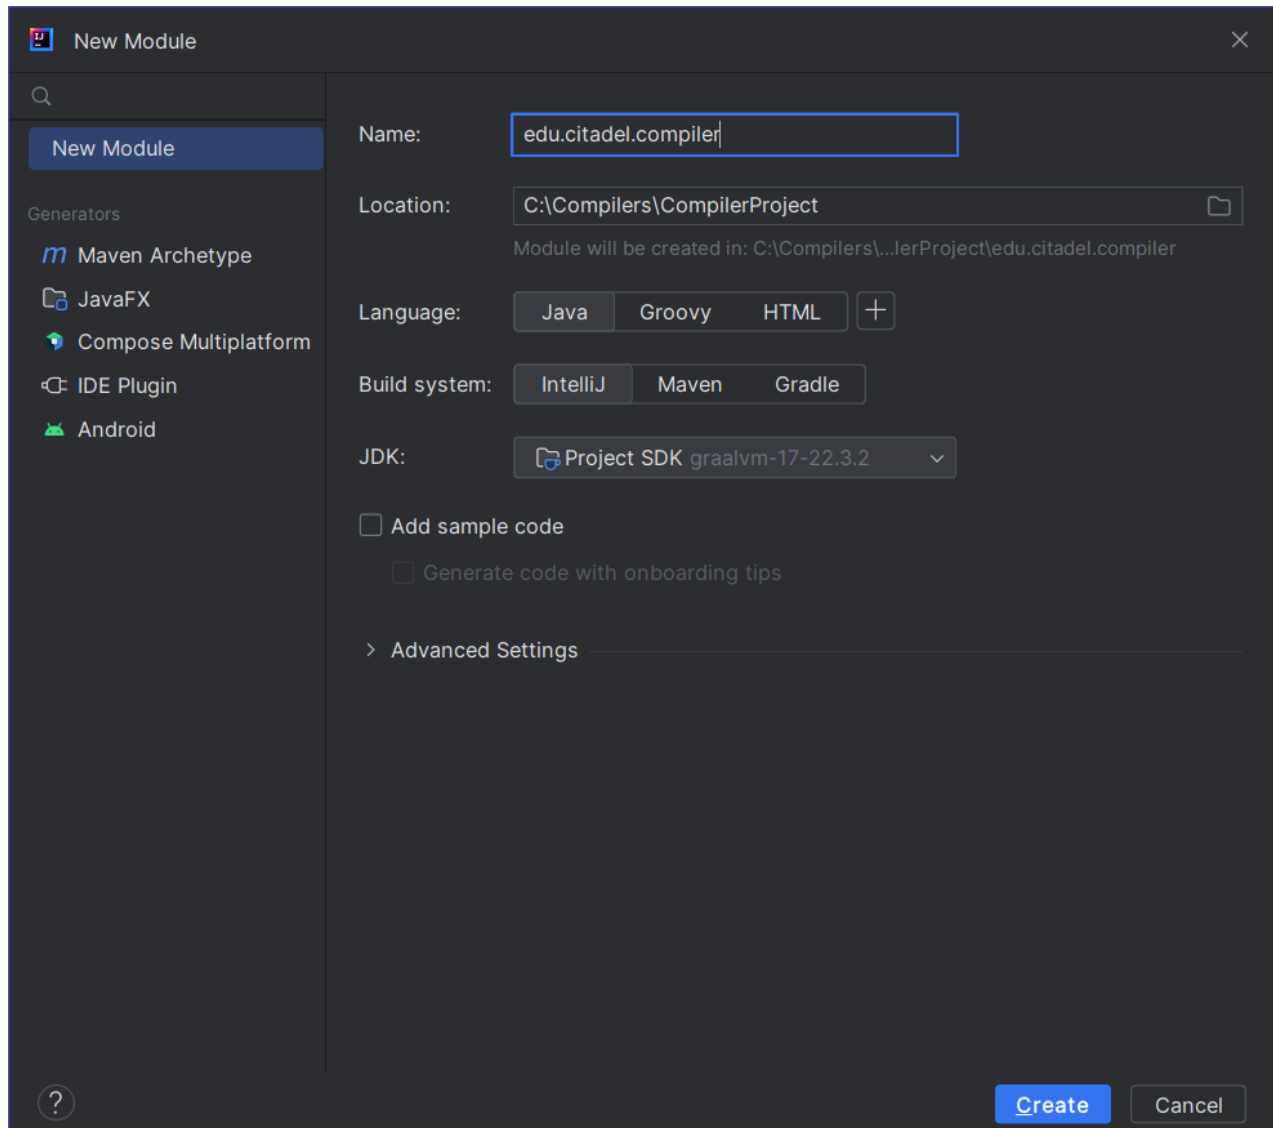 New Module
New Module
Generators
Maven Archetype
JavaFX
Compose Multiplatform
IDE Plugin
Android
Name: edu.citadel.compiler
Location: C:\Compilers\CompilerProject
Module will be created in: C:\Compilers\...lerProject\edu.citadel.compiler
Language: Java Groovy HTML +
Build system: IntelliJ Maven Gradle
JDK: Project SDK graalvm-17-22.3.2
Add sample code
Generate code with onboarding tips
Advanced Settings
? Create Cancel